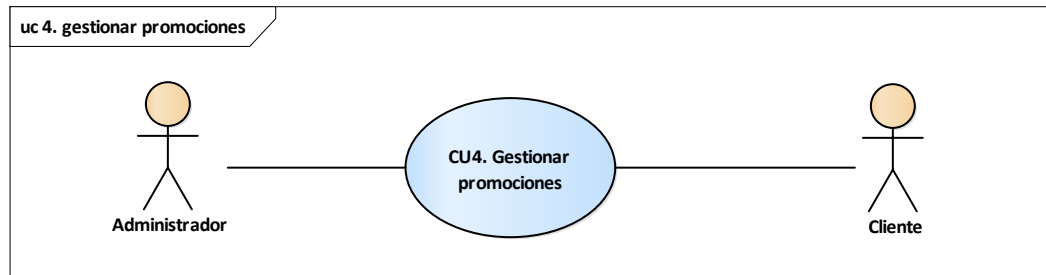 uc 4. gestionar promociones
CU4. Gestionar
promociones
Administrador
Cliente